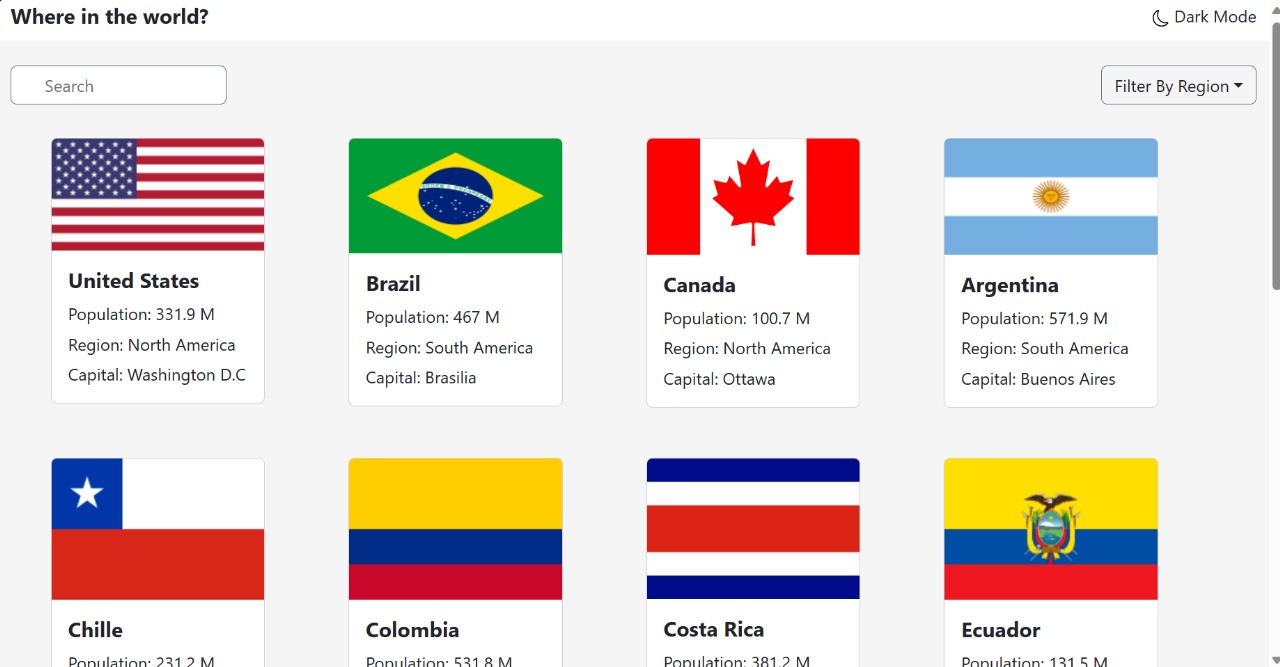 Where in the world?
Dark Mode
Search
Filter By Region
United States
Population: 331.9 M
Region: North America
Capital: Washington D.C
Brazil
Population: 467 M
Region: South America
Capital: Brasilia
Canada
Population: 100.7 M
Region: North America
Capital: Ottawa
Argentina
Population: 571.9 M
Region: South America
Capital: Buenos Aires
Chille
Population: 231.2 M
Colombia
Population: 531.8 M
Costa Rica
Population: 381.2 M
Ecuador
Population: 131.5 M